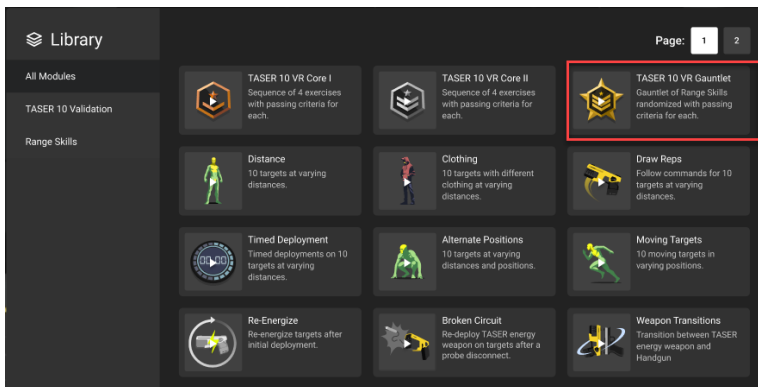 Library
Page: 1 2
All Modules
TASER 10 Validation
Range Skills
TASER 10 VR Core I
Sequence of 4 exercises
with passing criteria for
each.
TASER 10 VR Core II
Sequence of 4 exercises
with passing criteria for
each.
TASER 10 VR Gauntlet
Gauntlet of Range Skills
randomized with passing
criteria for each.
Distance
10 targets at varying
distances.
Clothing
10 targets with different
clothing at varying
distances.
Draw Reps
Follow commands for 10
targets at varying
distances.
Timed Deployment
Timed deployments on 10
targets at varying
distances.
Alternate Positions
10 targets at varying
distances and positions.
Moving Targets
10 moving targets in
varying positions.
Re-Energize
Re-energize targets after
initial deployment.
Broken Circuit
Re-deploy TASER energy
weapon on targets after a
probe disconnect.
Weapon Transitions
Transition between TASER
energy weapon and
Handgun